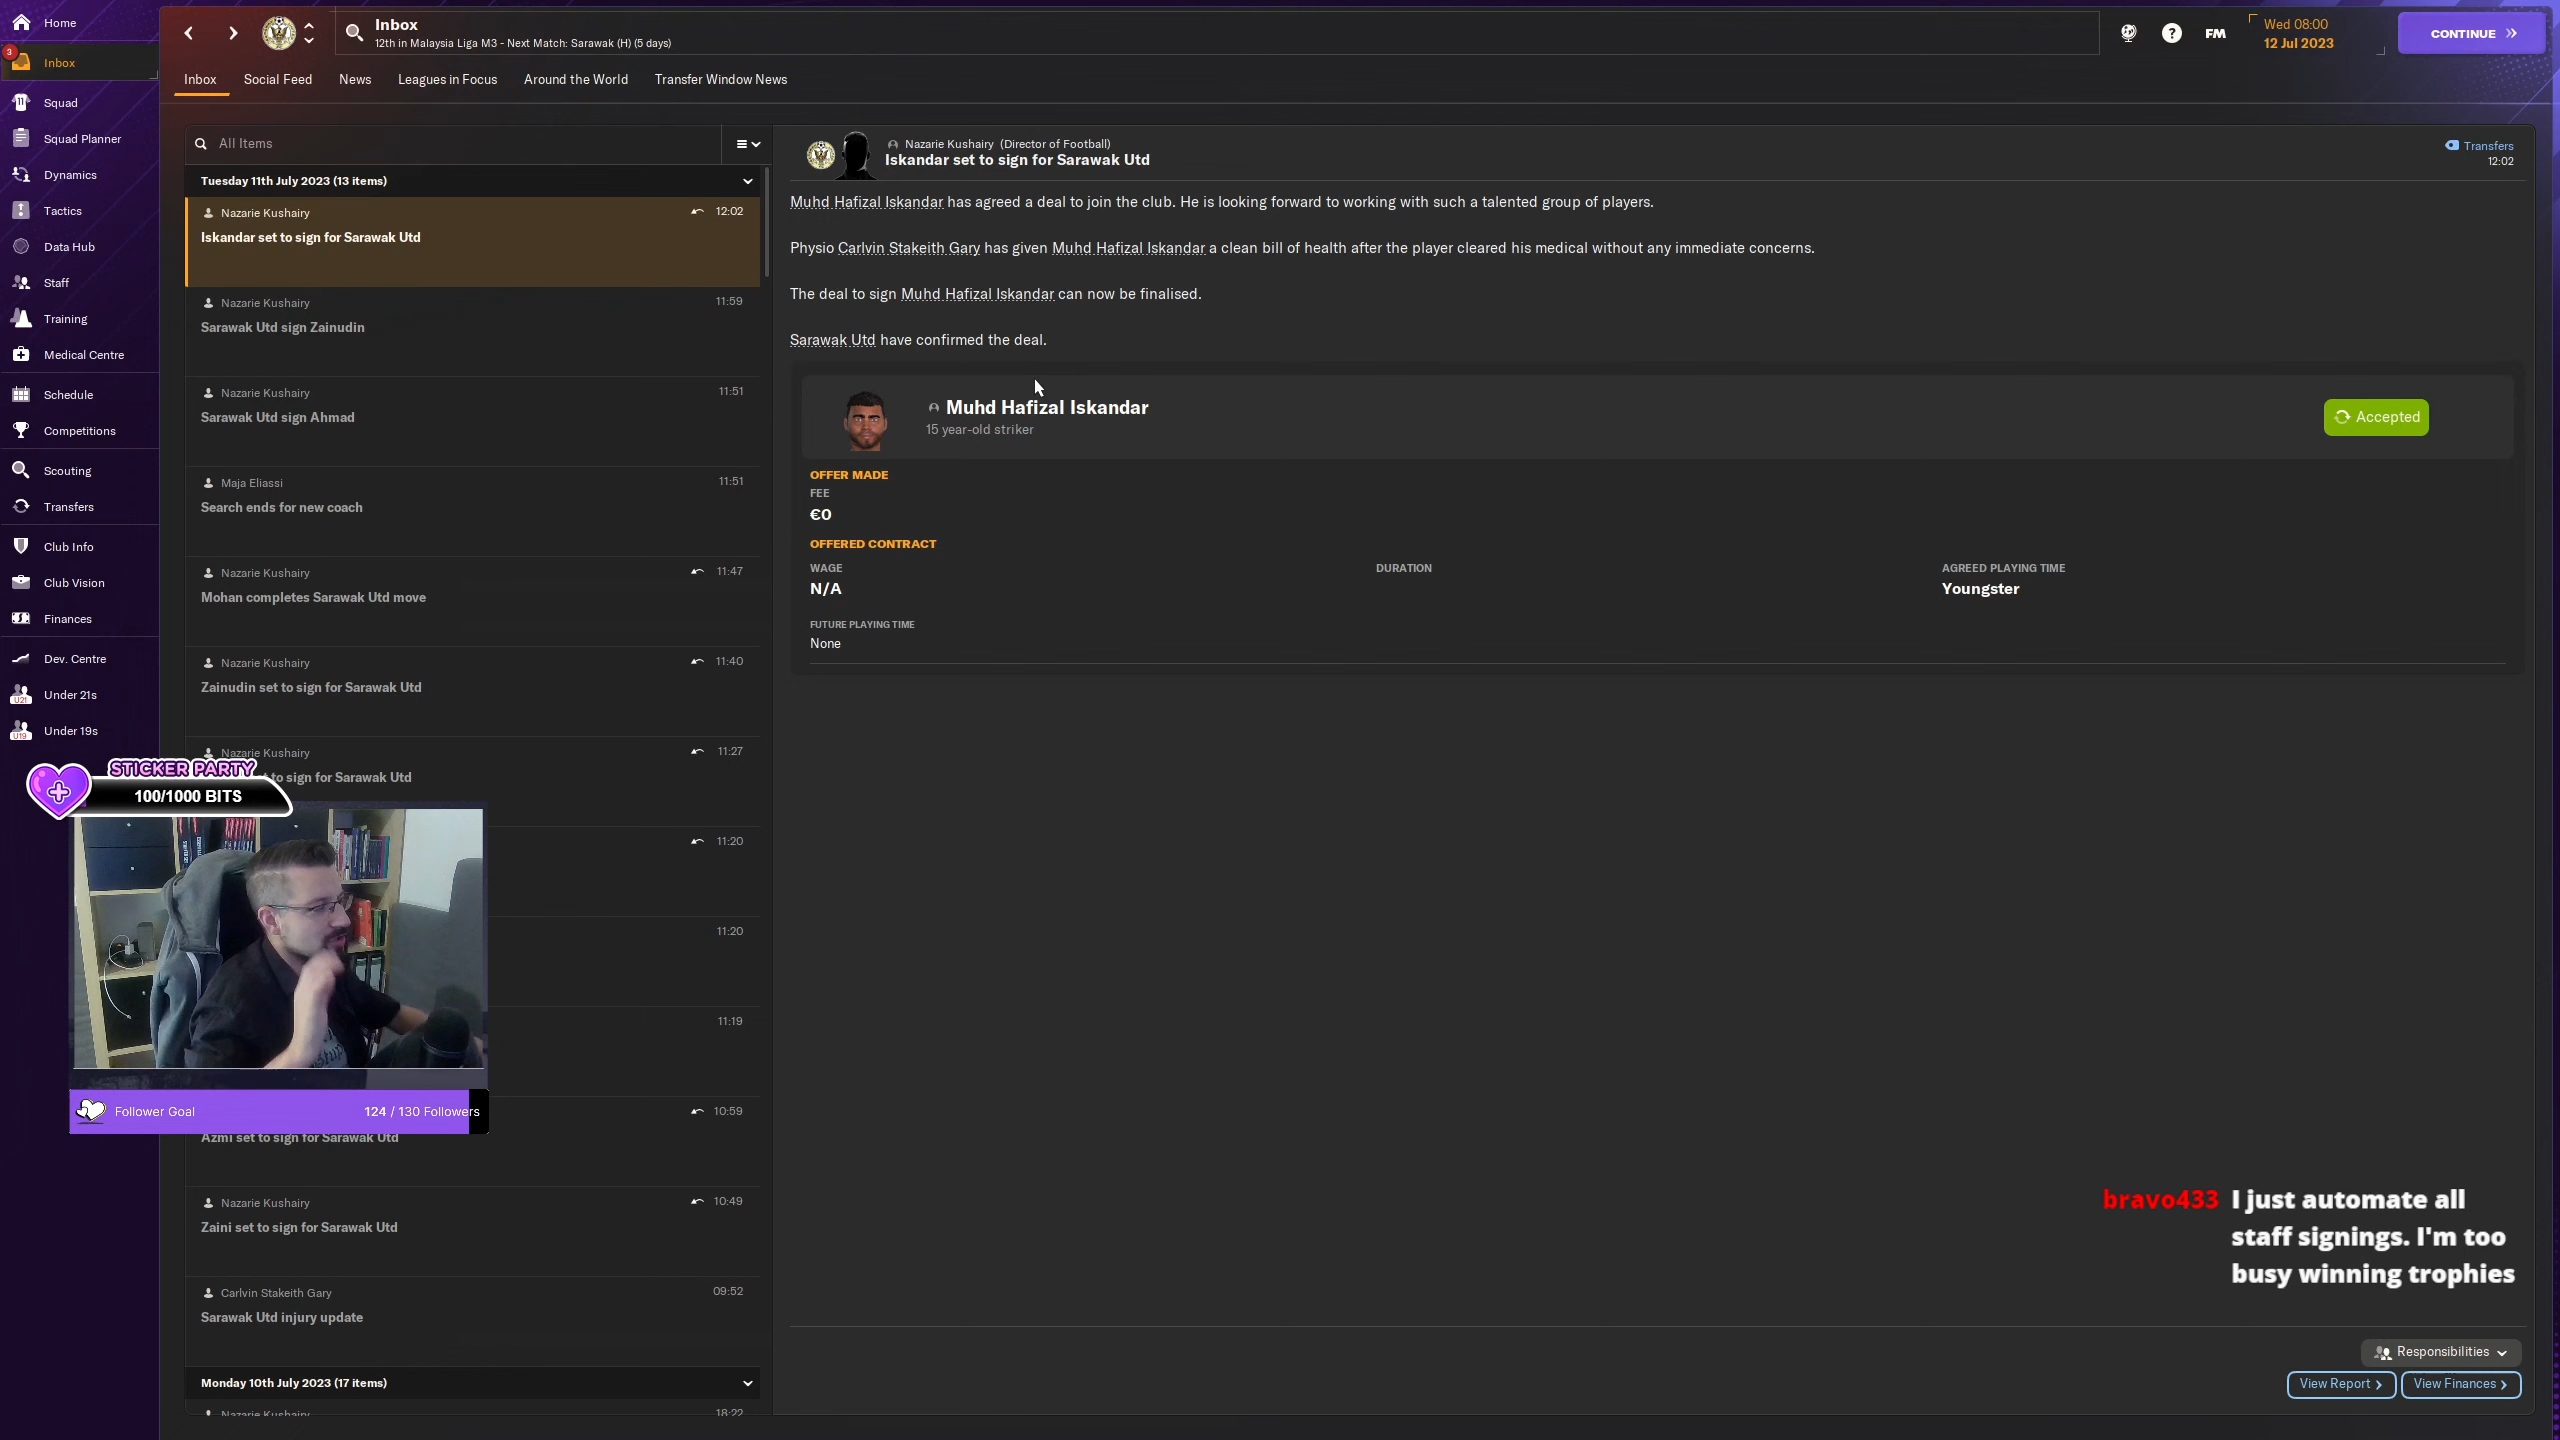 Home
3
Inbox
Squad
Squad Planner
Dynamics
Tactics
Data Hub
Staff
Training
Medical Centre
Schedule
Competitions
Scouting
Transfers
Club Info
Club Vision
Finances
Dev. Centre
U21
Under 21s
U19
Under 19s
Inbox
12th in Malaysia Liga M3 - Next Match: Sarawak (H) (5 days)
FM
Wed 08:00
12 Jul 2023
CONTINUE
Inbox
Social Feed
News
Leagues in Focus
Around the World
Transfer Window News
All Items
Tuesday 11th July 2023 (13 items)
Nazarie Kushairy 12:02
Iskandar set to sign for Sarawak Utd
Nazarie Kushairy 11:59
Sarawak Utd sign Zainudin
Nazarie Kushairy 11:51
Sarawak Utd sign Ahmad
Maja Eliassi 11:51
Search ends for new coach
Nazarie Kushairy 11:47
Mohan completes Sarawak Utd move
Nazarie Kushairy 11:40
Zainudin set to sign for Sarawak Utd
Nazarie Kushairy 11:27
to sign for Sarawak Utd
11:20
11:20
11:19
10:59
Azmi set to sign for Sarawak Utd
Nazarie Kushairy 10:49
Zaini set to sign for Sarawak Utd
Carlvin Stakeith Gary 09:52
Sarawak Utd injury update
Monday 10th July 2023 (17 items)
Nazarie Kushairy 18:22
STICKER PARTY
100/1000 BITS
Follower Goal 124 / 130 Followers
Nazarie Kushairy (Director of Football)
Iskandar set to sign for Sarawak Utd
Transfers
12:02
Muhd Hafizal Iskandar has agreed a deal to join the club. He is looking forward to working with such a talented group of players.
Physio Carlvin Stakeith Gary has given Muhd Hafizal Iskandar a clean bill of health after the player cleared his medical without any immediate concerns.
The deal to sign Muhd Hafizal Iskandar can now be finalised.
Sarawak Utd have confirmed the deal.
Muhd Hafizal Iskandar
15 year-old striker
Accepted
OFFER MADE
FEE
€0
OFFERED CONTRACT
WAGE
N/A
DURATION
AGREED PLAYING TIME
Youngster
FUTURE PLAYING TIME
None
bravo433 I just automate all
staff signings. I'm too
busy winning trophies
Responsibilities
View Report
View Finances